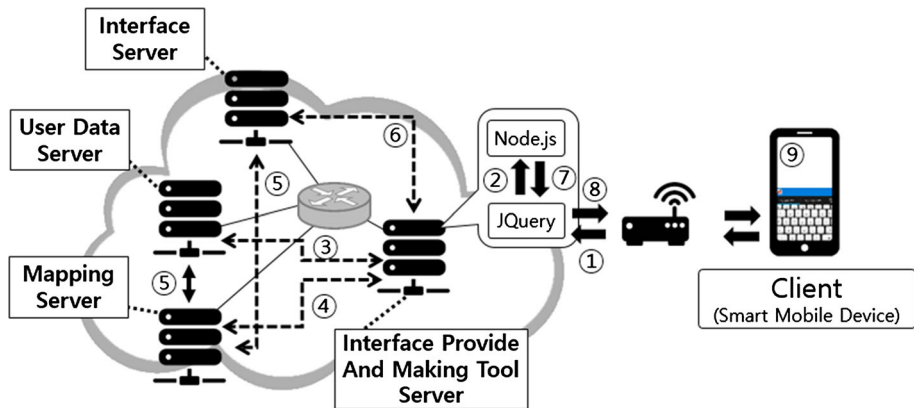 Interface
Server
User Data
Server
Mapping
Server
⑤
⑤
③
④
⑥
Interface Provide
And Making Tool
Server
Node.js
②
⑦
JQuery
⑧
①
⑨
Client
(Smart Mobile Device)